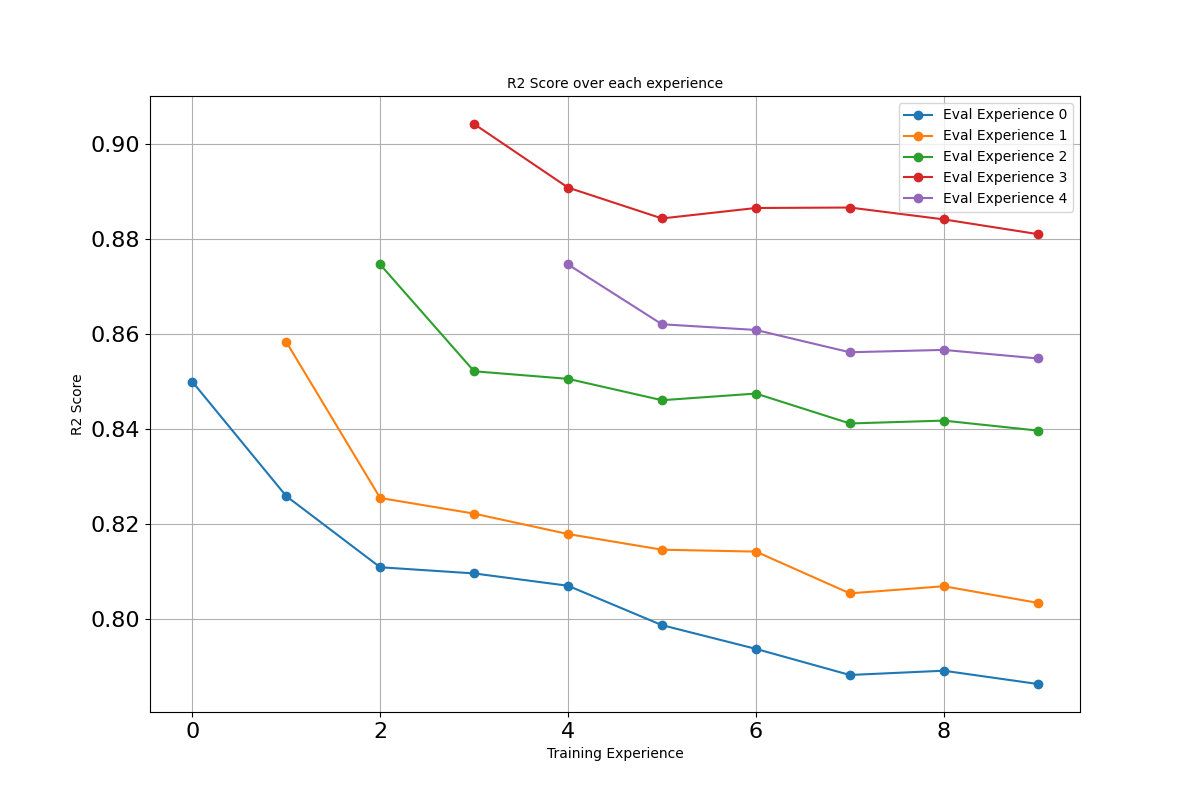 R2 Score over each experience
Eval Experience 0
Eval Experience 1
Eval Experience 2
Eval Experience 3
Eval Experience 4
0.90
0.88
0.86
0.84
0.82
0.80
R2 Score
0 2 4 6 8
Training Experience